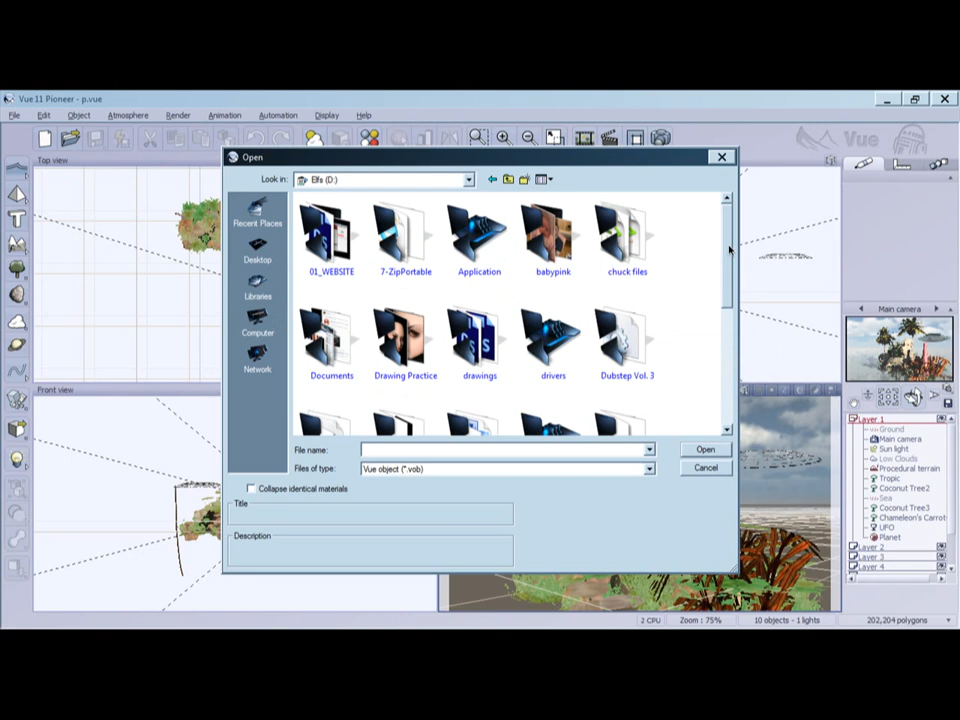 Vue 11 Pioneer - p.vue
File Edit Object Atmosphere Render Animation Automation Display Help
Vue
Top view
Open
Look in: Elfs (D:)
Recent Places
Desktop
Libraries
Computer
Network
01_WEBSITE 7-ZipPortable Application babypink chuck files
Documents Drawing Practice drawings drivers Dubstep Vol. 3
File name: Open
Files of type: Vue object (*.vob) Cancel
Collapse identical materials
Title
Description
Front view
Main camera
Layer 1
Ground
Main camera
Sun light
Low Clouds
Procedural terrain
Tropic
Coconut Tree2
Sea
Coconut Tree3
Chameleon's Carrot
UFO
Planet
Layer 2
Layer 3
Layer 4
2 CPU Zoom : 75% 10 objects - 1 lights 202,204 polygons